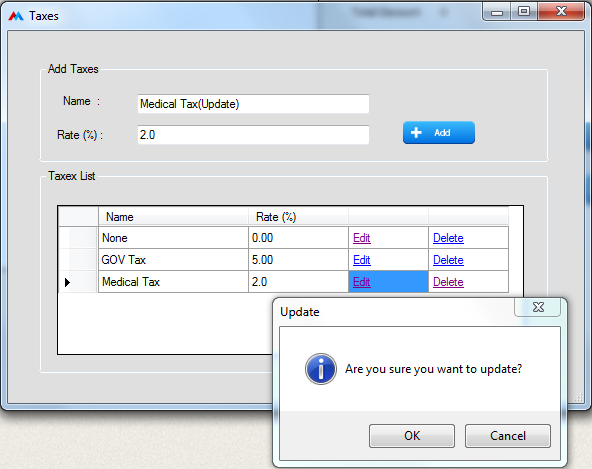 Taxes
Total Discount
Add Taxes
Name :
Medical Tax(Update)
Rate (%) :
2.0
Add
Taxex List
Name Rate (%)
None 0.00 Edit Delete
GOV Tax 5.00 Edit Delete
Medical Tax 2.0 Edit Delete
Update
Are you sure you want to update?
OK Cancel